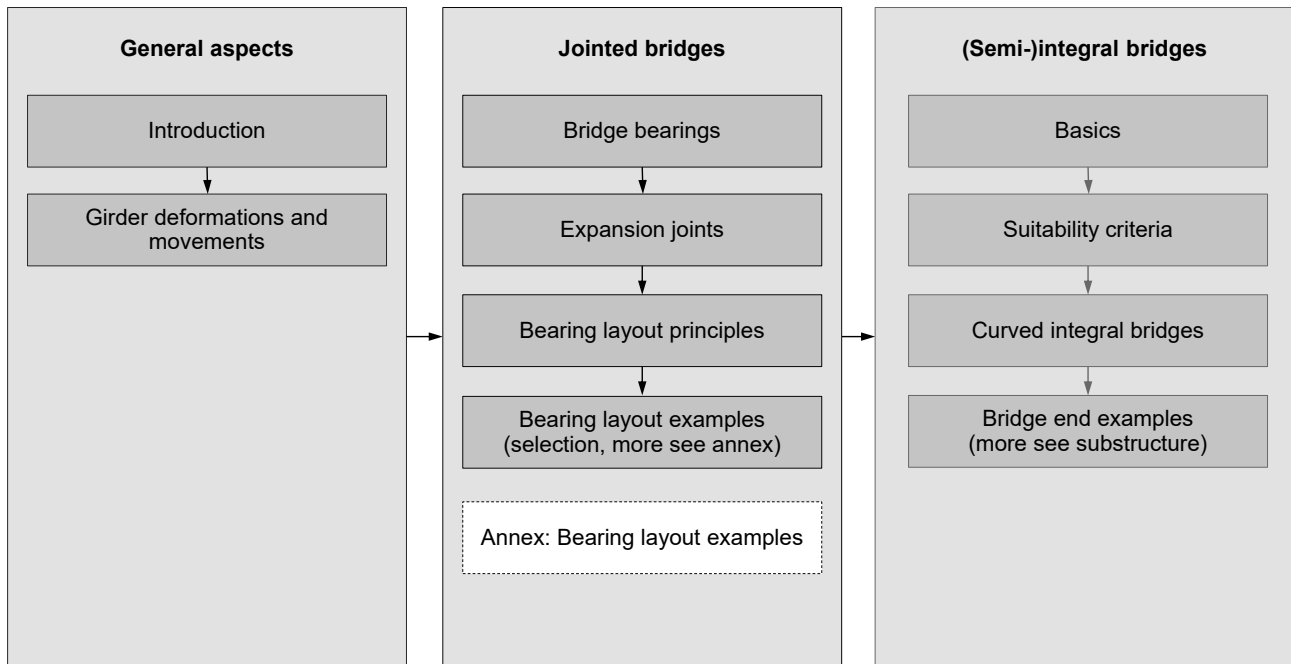 General aspects
Introduction
Girder deformations and
movements
Jointed bridges
Bridge bearings
Expansion joints
Bearing layout principles
Bearing layout examples
(selection, more see annex)
Annex: Bearing layout examples
(Semi-)integral bridges
Basics
Suitability criteria
Curved integral bridges
Bridge end examples
(more see substructure)